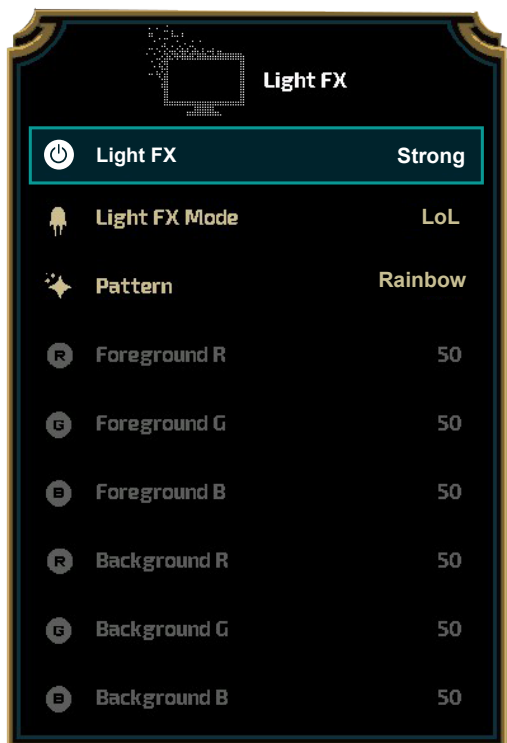 Light FX
Light FX Strong
Light FX Mode LoL
Pattern Rainbow
R Foreground R 50
G Foreground G 50
B Foreground B 50
R Background R 50
G Background G 50
B Background B 50